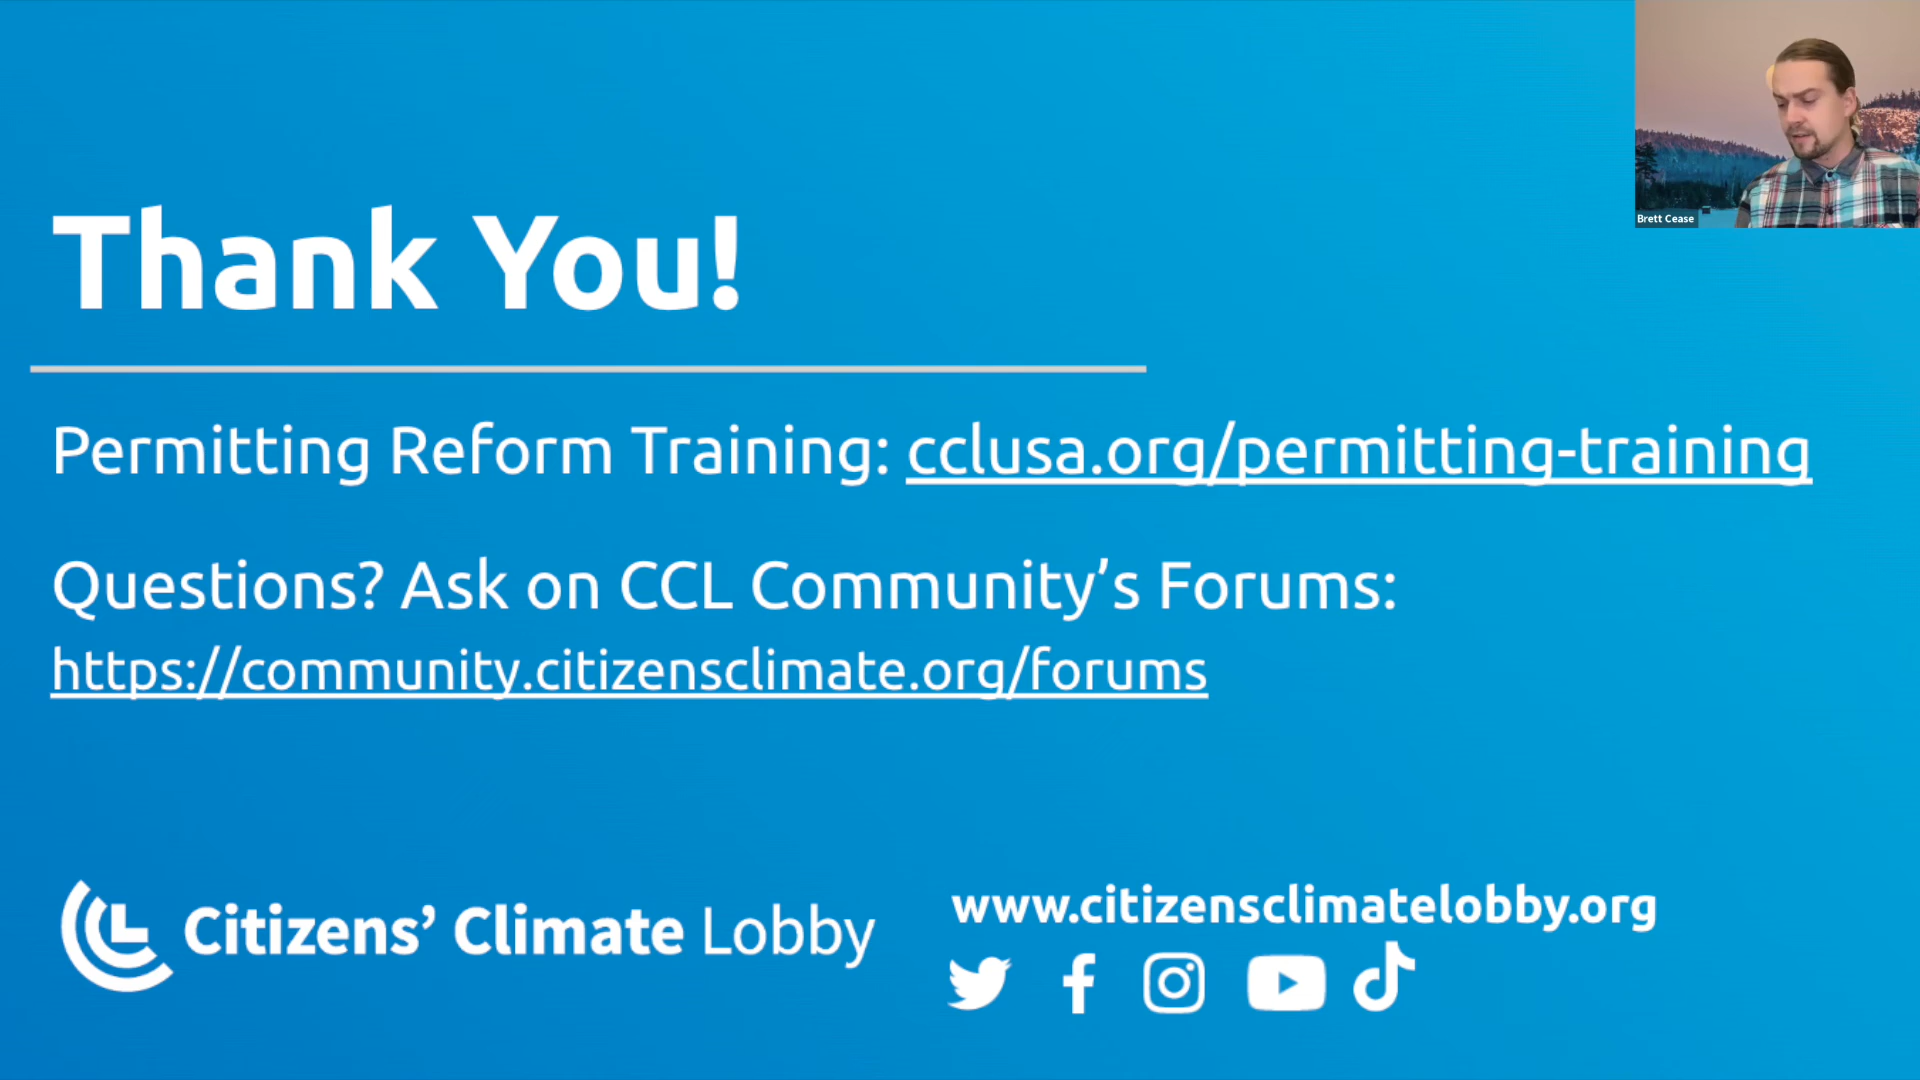 Brett Cease
Thank You!
Permitting Reform Training: cclusa.org/permitting-training
Questions? Ask on CCL Community’s Forums:
https://community.citizensclimate.org/forums
Citizens’ Climate Lobby
www.citizensclimatelobby.org